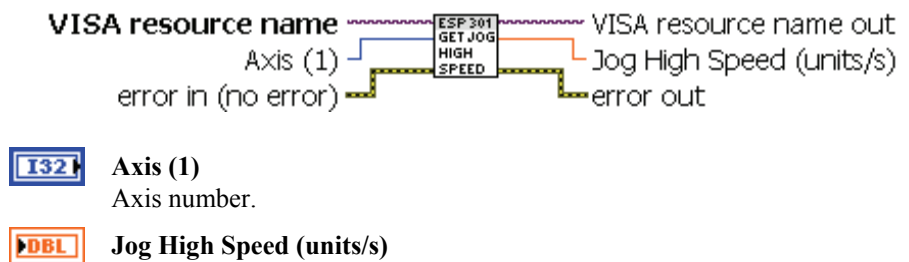 VISA resource name
ESP 301
GET JOG
HIGH
SPEED
VISA resource name out
Axis (1)
Jog High Speed (units/s)
error in (no error)
error out
I32
Axis (1)
Axis number.
DBL
Jog High Speed (units/s)